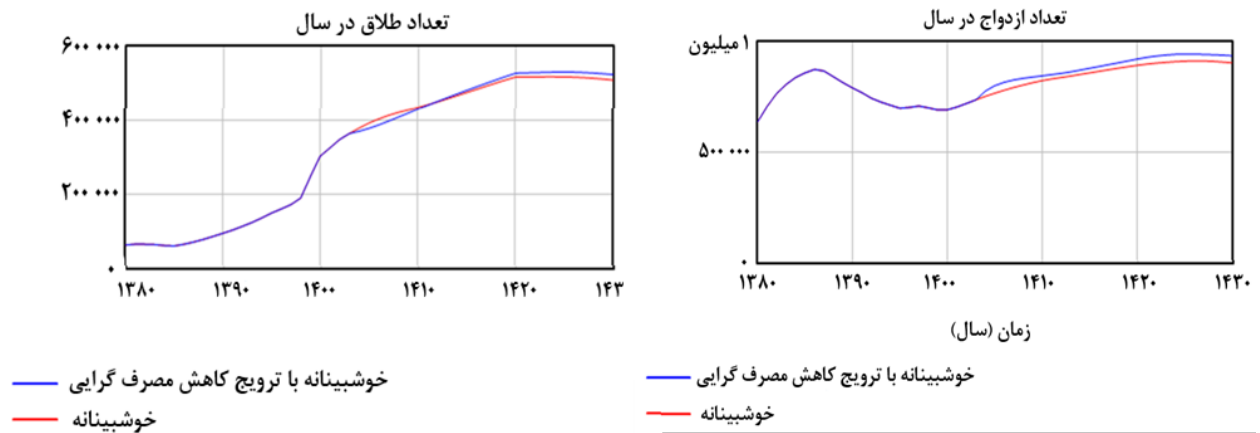 تعداد ازدواج در سال
۱ میلیون
۵۰۰ ۰۰۰
۰
۱۳۸۰ ۱۳۹۰ ۱۴۰۰ ۱۴۱۰ ۱۴۲۰ ۱۴۳۰
زمان (سال)
خوشبینانه با ترویج کاهش مصرف گرایی
خوشبینانه
تعداد طلاق در سال
۶۰۰ ۰۰۰
۴۰۰ ۰۰۰
۲۰۰ ۰۰۰
۰
۱۳۸۰ ۱۳۹۰ ۱۴۰۰ ۱۴۱۰ ۱۴۲۰ ۱۴۳
خوشبینانه با ترویج کاهش مصرف گرایی
خوشبینانه